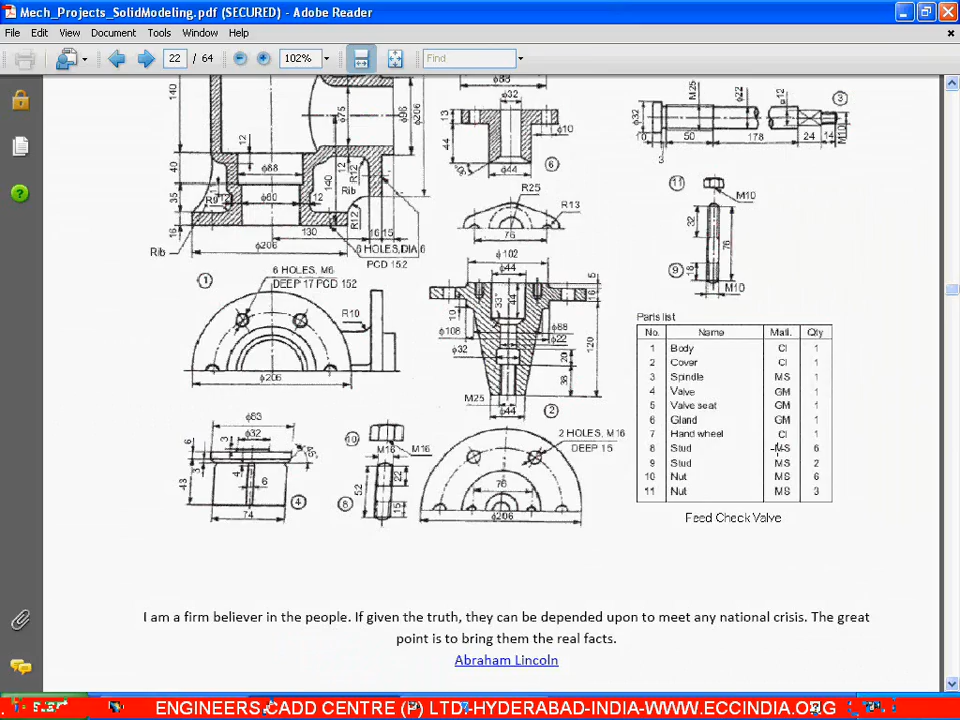 Mech_Projects_SolidModeling.pdf (SECURED) - Adobe Reader
File Edit View Document Tools Window Help
22 / 64 102% Find
140
12
ϕ88
40
R9
12
ϕ60
35
16
130
16 15
ϕ206
Rib
ϕ75
ϕ96
ϕ206
R12
12
140
Rib
R12
6 HOLES,DIA 6
PCD 152
1
ϕ32
13
44
ϕ10
ϕ44
6
R25
R13
76
ϕ32
M25
ϕ22
ϕ12
3
10
50
178
24
14
M10
3
11
M10
32
76
18
9
M10
6 HOLES, M6
DEEP 17 PCD 152
R10
ϕ206
ϕ102
ϕ44
5
16
33°
44
10
ϕ108
ϕ68
ϕ22
ϕ32
20
120
38
M25
ϕ44
2
Parts list
No. Name Matl. Qty
1 Body CI 1
2 Cover CI 1
3 Spindle MS 1
4 Valve GM 1
5 Valve seat GM 1
6 Gland GM 1
7 Hand wheel CI 1
8 Stud MS 6
9 Stud MS 2
10 Nut MS 6
11 Nut MS 3
Feed Check Valve
ϕ83
ϕ32
3
6
3
4
6
43
74
4
10
M16
M16
52
22
15
8
2 HOLES, M16
DEEP 15
76
ϕ206
I am a firm believer in the people. If given the truth, they can be depended upon to meet any national crisis. The great
point is to bring them the real facts.
Abraham Lincoln
start
ENGINEERS CADD CENTRE (P) LTD.-HYDERABAD-INDIA-WWW.ECCINDIA.ORG